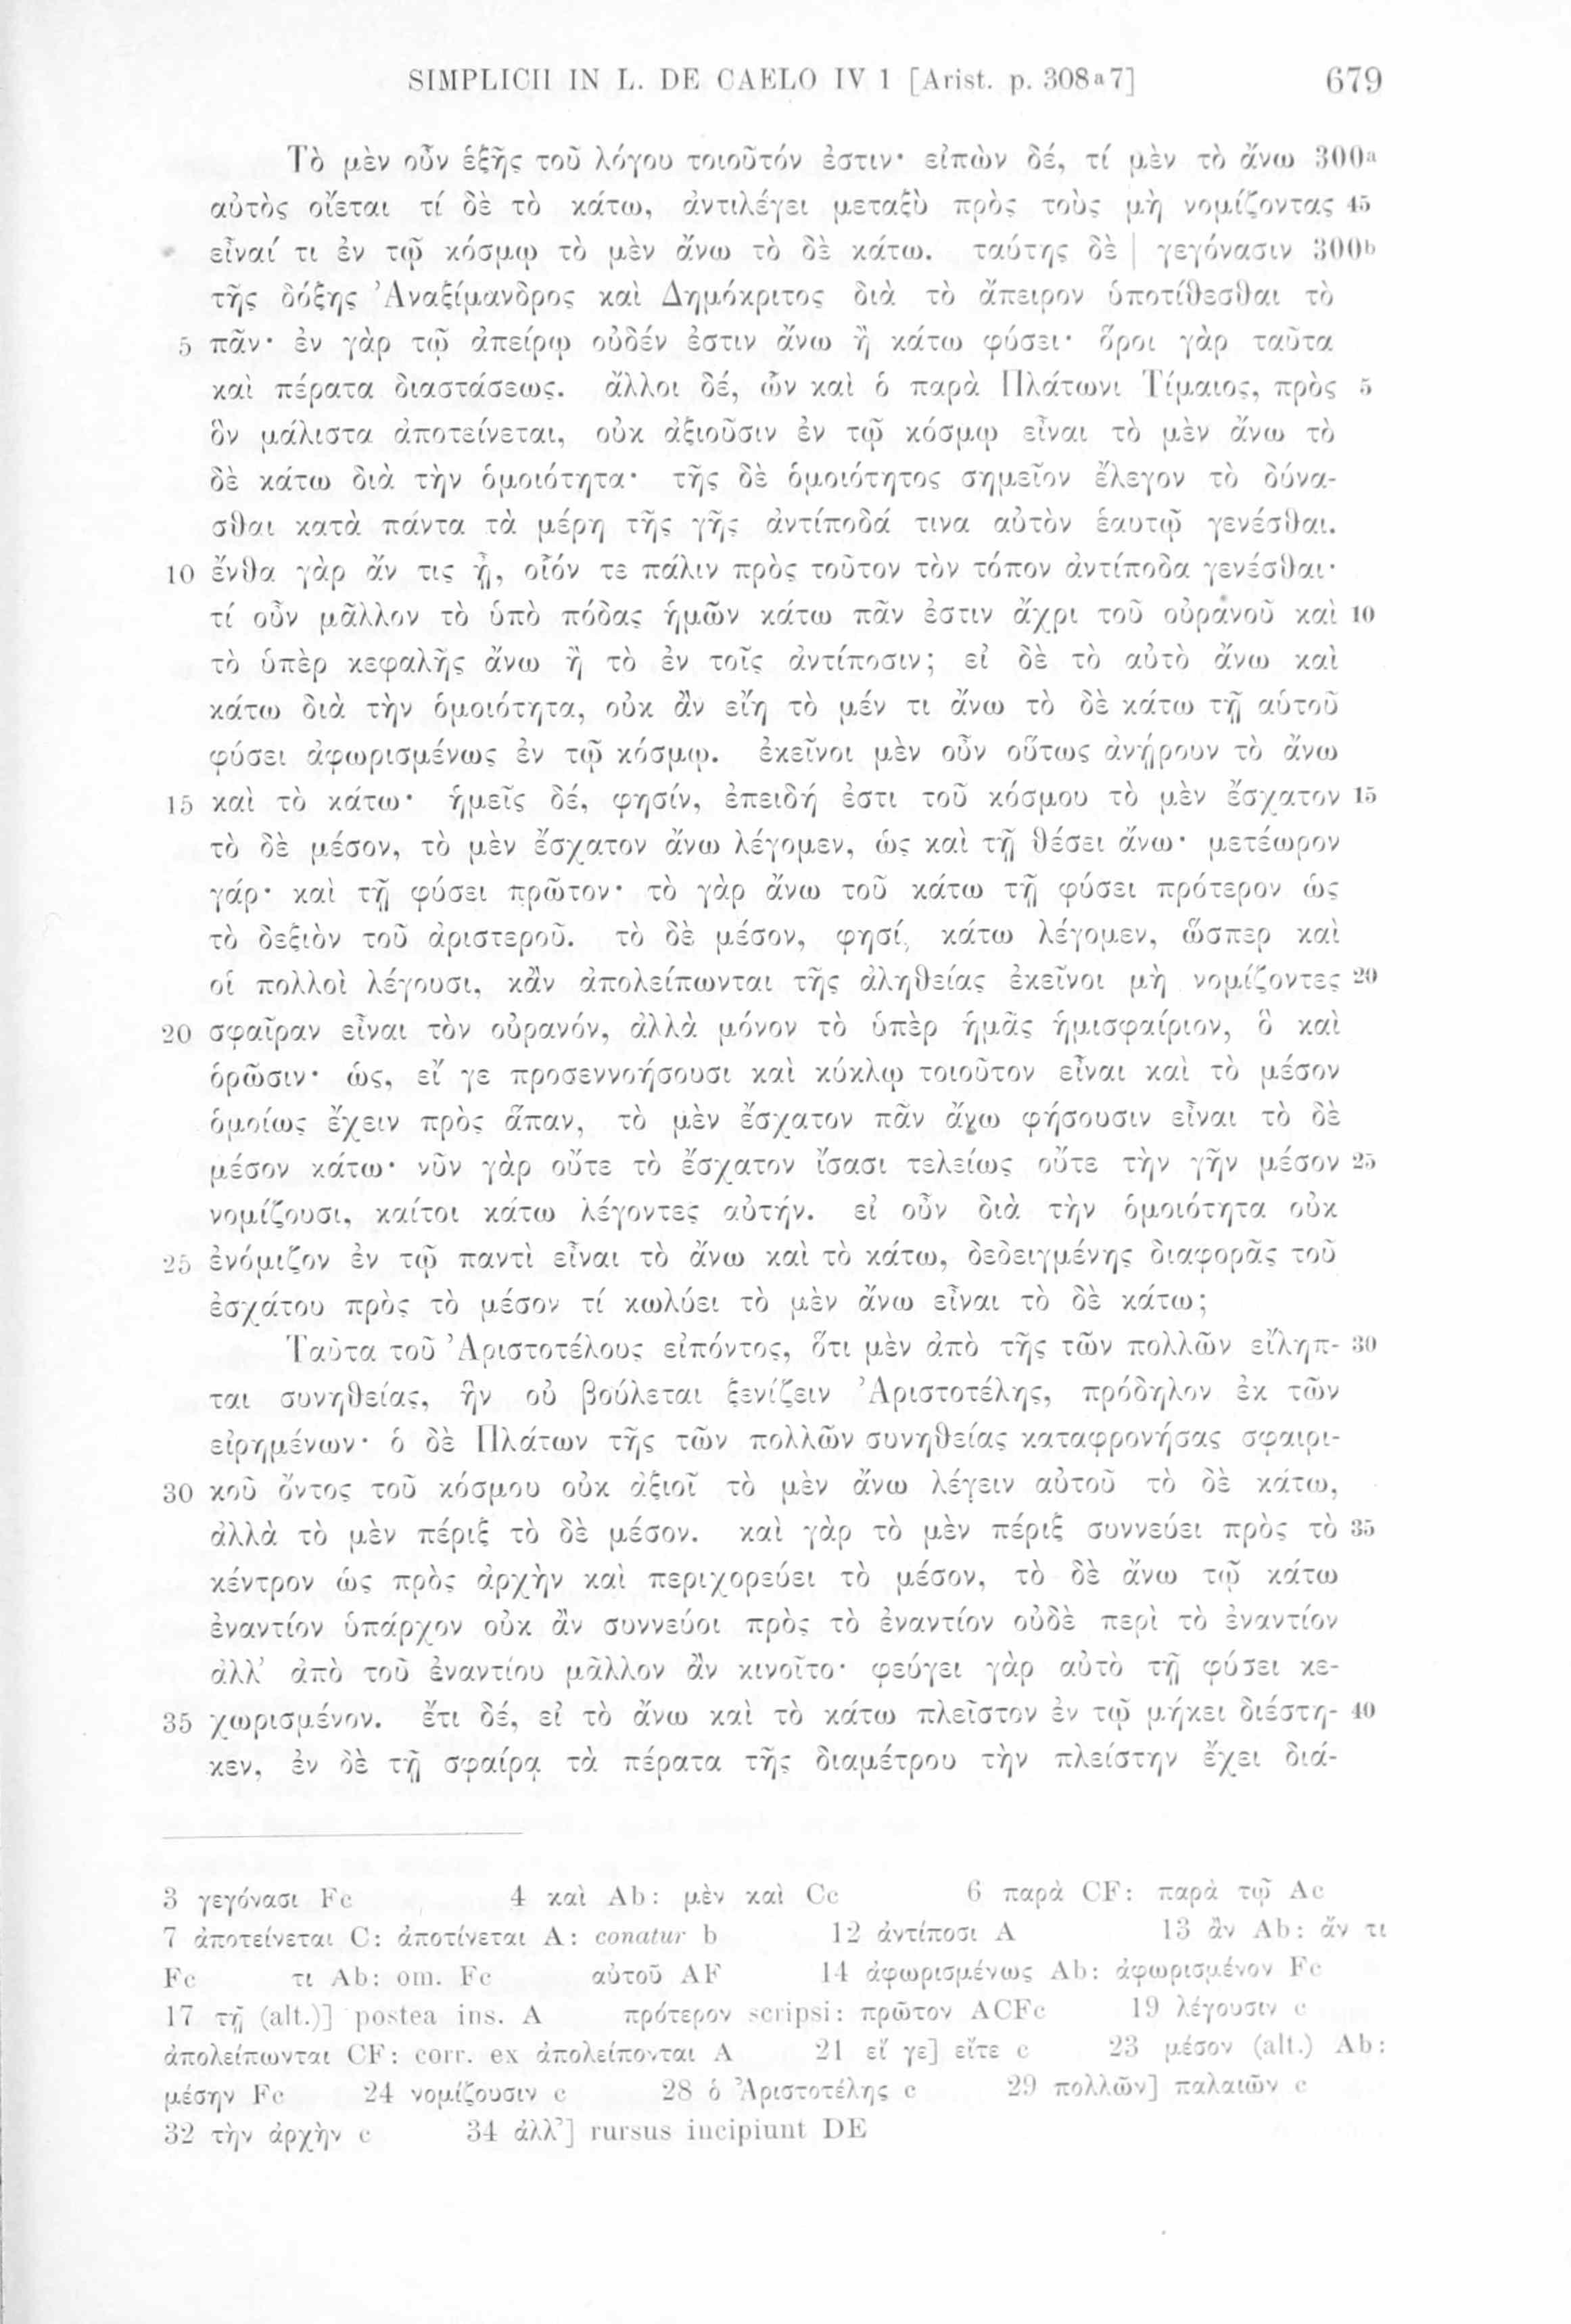 SIMPLICII IN L. DE CAELO IV 1 [Arist. p. 308a7] 679
Τὸ μὲν οὖν ἑξῆς τοῦ λόγου τοιοῦτόν ἐστιν· εἰπὼν δέ, τί μὲν τὸ ἄνω 300a
αὐτὸς οἴεται τί δὲ τὸ κάτω, ἀντιλέγει μεταξὺ πρὸς τοὺς μὴ νομίζοντας 45
εἶναί τι ἐν τῷ κόσμῳ τὸ μὲν ἄνω τὸ δὲ κάτω. ταύτης δὲ | γεγόνασιν 300b
τῆς δόξης Ἀναξίμανδρος καὶ Δημόκριτος διὰ τὸ ἄπειρον ὑποτίθεσθαι τὸ
5 πᾶν· ἐν γὰρ τῷ ἀπείρῳ οὐδέν ἐστιν ἄνω ἢ κάτω φύσει· ὅροι γὰρ ταῦτα
καὶ πέρατα διαστάσεως. ἄλλοι δέ, ὧν καὶ ὁ παρὰ Πλάτωνι Τίμαιος, πρὸς 5
ὃν μάλιστα ἀποτείνεται, οὐκ ἀξιοῦσιν ἐν τῷ κόσμῳ εἶναι τὸ μὲν ἄνω τὸ
δὲ κάτω διὰ τὴν ὁμοιότητα· τῆς δὲ ὁμοιότητος σημεῖον ἔλεγον τὸ δύνα-
σθαι κατὰ πάντα τὰ μέρη τῆς γῆς ἀντίποδά τινα αὐτὸν ἑαυτῷ γενέσθαι.
10 ἔνθα γὰρ ἄν τις ᾖ, οἷόν τε πάλιν πρὸς τοῦτον τὸν τόπον ἀντίποδα γενέσθαι·
τί οὖν μᾶλλον τὸ ὑπὸ πόδας ἡμῶν κάτω πᾶν ἐστιν ἄχρι τοῦ οὐρανοῦ καὶ 10
τὸ ὑπὲρ κεφαλῆς ἄνω ἢ τὸ ἐν τοῖς ἀντίποσιν; εἰ δὲ τὸ αὐτὸ ἄνω καὶ
κάτω διὰ τὴν ὁμοιότητα, οὐκ ἂν εἴη τὸ μέν τι ἄνω τὸ δὲ κάτω τῇ αὑτοῦ
φύσει ἀφωρισμένως ἐν τῷ κόσμῳ. ἐκεῖνοι μὲν οὖν οὕτως ἀνῄρουν τὸ ἄνω
15 καὶ τὸ κάτω· ἡμεῖς δέ, φησίν, ἐπειδή ἐστι τοῦ κόσμου τὸ μὲν ἔσχατον 15
τὸ δὲ μέσον, τὸ μὲν ἔσχατον ἄνω λέγομεν, ὡς καὶ τῇ θέσει ἄνω· μετέωρον
γάρ· καὶ τῇ φύσει πρῶτον· τὸ γὰρ ἄνω τοῦ κάτω τῇ φύσει πρότερον ὡς
τὸ δεξιὸν τοῦ ἀριστεροῦ. τὸ δὲ μέσον, φησί, κάτω λέγομεν, ὥσπερ καὶ
οἱ πολλοὶ λέγουσι, κἂν ἀπολείπωνται τῆς ἀληθείας ἐκεῖνοι μὴ νομίζοντες 20
20 σφαῖραν εἶναι τὸν οὐρανόν, ἀλλὰ μόνον τὸ ὑπὲρ ἡμᾶς ἡμισφαίριον, ὃ καὶ
ὁρῶσιν· ὡς, εἴ γε προσεννοήσουσι καὶ κύκλῳ τοιοῦτον εἶναι καὶ τὸ μέσον
ὁμοίως ἔχειν πρὸς ἅπαν, τὸ μὲν ἔσχατον πᾶν ἄνω φήσουσιν εἶναι τὸ δὲ
μέσον κάτω· νῦν γὰρ οὔτε τὸ ἔσχατον ἴσασι τελείως οὔτε τὴν γῆν μέσον 25
νομίζουσι, καίτοι κάτω λέγοντες αὐτήν. εἰ οὖν διὰ τὴν ὁμοιότητα οὐκ
25 ἐνόμιζον ἐν τῷ παντὶ εἶναι τὸ ἄνω καὶ τὸ κάτω, δεδειγμένης διαφορᾶς τοῦ
ἐσχάτου πρὸς τὸ μέσον τί κωλύει τὸ μὲν ἄνω εἶναι τὸ δὲ κάτω;
Ταῦτα τοῦ Ἀριστοτέλους εἰπόντος, ὅτι μὲν ἀπὸ τῆς τῶν πολλῶν εἴληπ- 30
ται συνηθείας, ἣν οὐ βούλεται ξενίζειν Ἀριστοτέλης, πρόδηλον ἐκ τῶν
εἰρημένων· ὁ δὲ Πλάτων τῆς τῶν πολλῶν συνηθείας καταφρονήσας σφαιρι-
30 κοῦ ὄντος τοῦ κόσμου οὐκ ἀξιοῖ τὸ μὲν ἄνω λέγειν αὐτοῦ τὸ δὲ κάτω,
ἀλλὰ τὸ μὲν πέριξ τὸ δὲ μέσον. καὶ γὰρ τὸ μὲν πέριξ συννεύει πρὸς τὸ 35
κέντρον ὡς πρὸς ἀρχὴν καὶ περιχορεύει τὸ μέσον, τὸ δὲ ἄνω τῷ κάτω
ἐναντίον ὑπάρχον οὐκ ἂν συννεύοι πρὸς τὸ ἐναντίον οὐδὲ περὶ τὸ ἐναντίον
ἀλλ’ ἀπὸ τοῦ ἐναντίου μᾶλλον ἂν κινοῖτο· φεύγει γὰρ αὐτὸ τῇ φύσει κε-
35 χωρισμένον. ἔτι δέ, εἰ τὸ ἄνω καὶ τὸ κάτω πλεῖστον ἐν τῷ μήκει διέστη- 40
κεν, ἐν δὲ τῇ σφαίρᾳ τὰ πέρατα τῆς διαμέτρου τὴν πλείστην ἔχει διά-
3 γεγόνασι Fc 4 καὶ Ab: μὲν καὶ Cc 6 παρὰ CF: παρὰ τῷ Ac
7 ἀποτείνεται C: ἀποτίνεται A: conatur b 12 ἀντίποσι A 13 ἂν Ab: ἄν τι
Fc τι Ab: om. Fc αὐτοῦ AF 14 ἀφωρισμένως Ab: ἀφωρισμένον Fc
17 τῇ (alt.)] postea ins. A πρότερον scripsi: πρῶτον ACFc 19 λέγουσιν c
ἀπολείπωνται CF: corr. ex ἀπολείπονται A 21 εἴ γε] εἴτε c 23 μέσον (alt.) Ab:
μέσην Fc 24 νομίζουσιν c 28 ὁ Ἀριστοτέλης c 29 πολλῶν] παλαιῶν c
32 τὴν ἀρχὴν c 34 ἀλλ’] rursus incipiunt DE